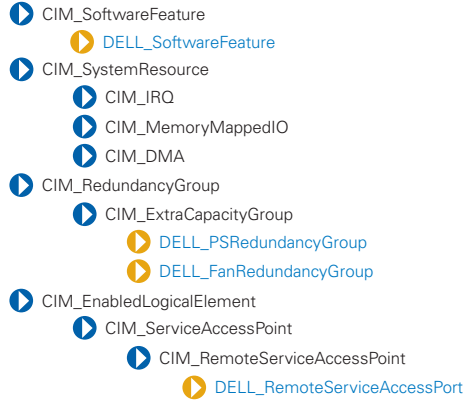 CIM_SoftwareFeature
DELL_SoftwareFeature
CIM_SystemResource
CIM_IRQ
CIM_MemoryMappedIO
CIM_DMA
CIM_RedundancyGroup
CIM_ExtraCapacityGroup
DELL_PSRedundancyGroup
DELL_FanRedundancyGroup
CIM_EnabledLogicalElement
CIM_ServiceAccessPoint
CIM_RemoteServiceAccessPoint
DELL_RemoteServiceAccessPort